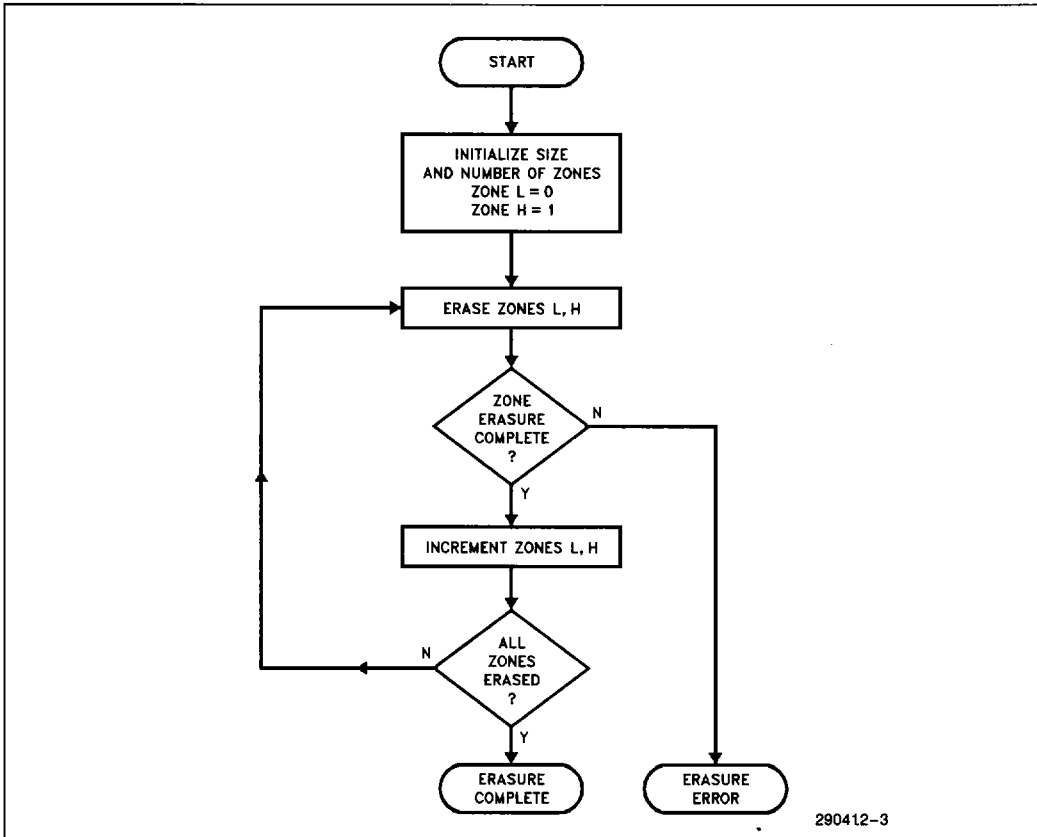 START
INITIALIZE SIZE
AND NUMBER OF ZONES
ZONE L = 0
ZONE H = 1
ERASE ZONES L, H
ZONE
ERASURE
COMPLETE
?
N
Y
INCREMENT ZONES L, H
ALL
ZONES
ERASED
?
N
Y
ERASURE
COMPLETE
ERASURE
ERROR
290412-3